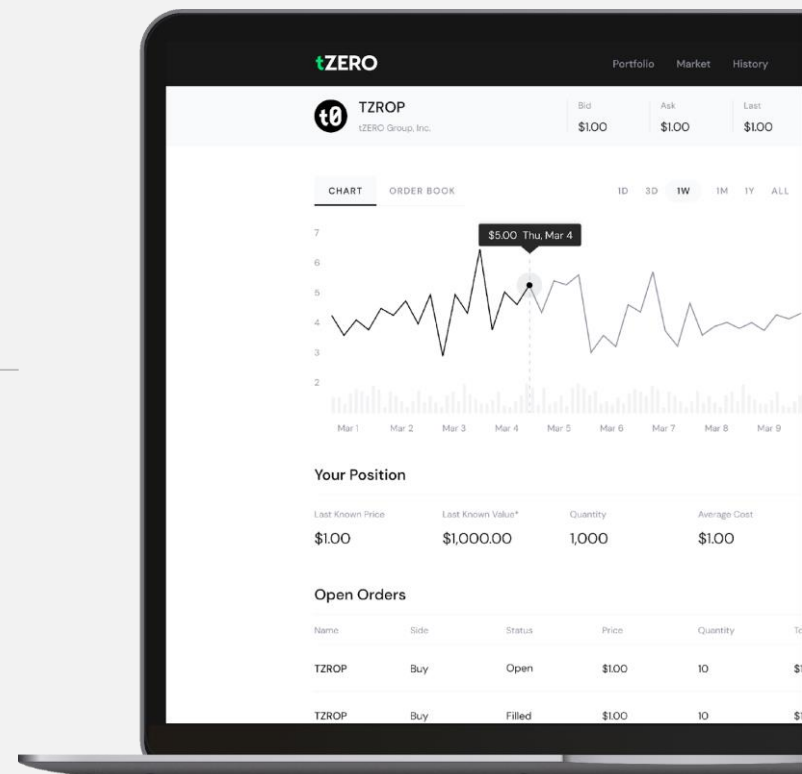 tZERO Portfolio Market History
TZROP
tZERO Group, Inc.
Bid Ask Last
$1.00 $1.00 $1.00
CHART ORDER BOOK 1D 3D 1W 1M 1Y ALL
$5.00 Thu, Mar 4
7
6
5
4
3
2
Mar 1 Mar 2 Mar 3 Mar 4 Mar 5 Mar 6 Mar 7 Mar 8 Mar 9
Your Position
Last Known Price Last Known Value* Quantity Average Cost
$1.00 $1,000.00 1,000 $1.00
Open Orders
Name Side Status Price Quantity
TZROP Buy Open $1.00 10
TZROP Buy Filled $1.00 10